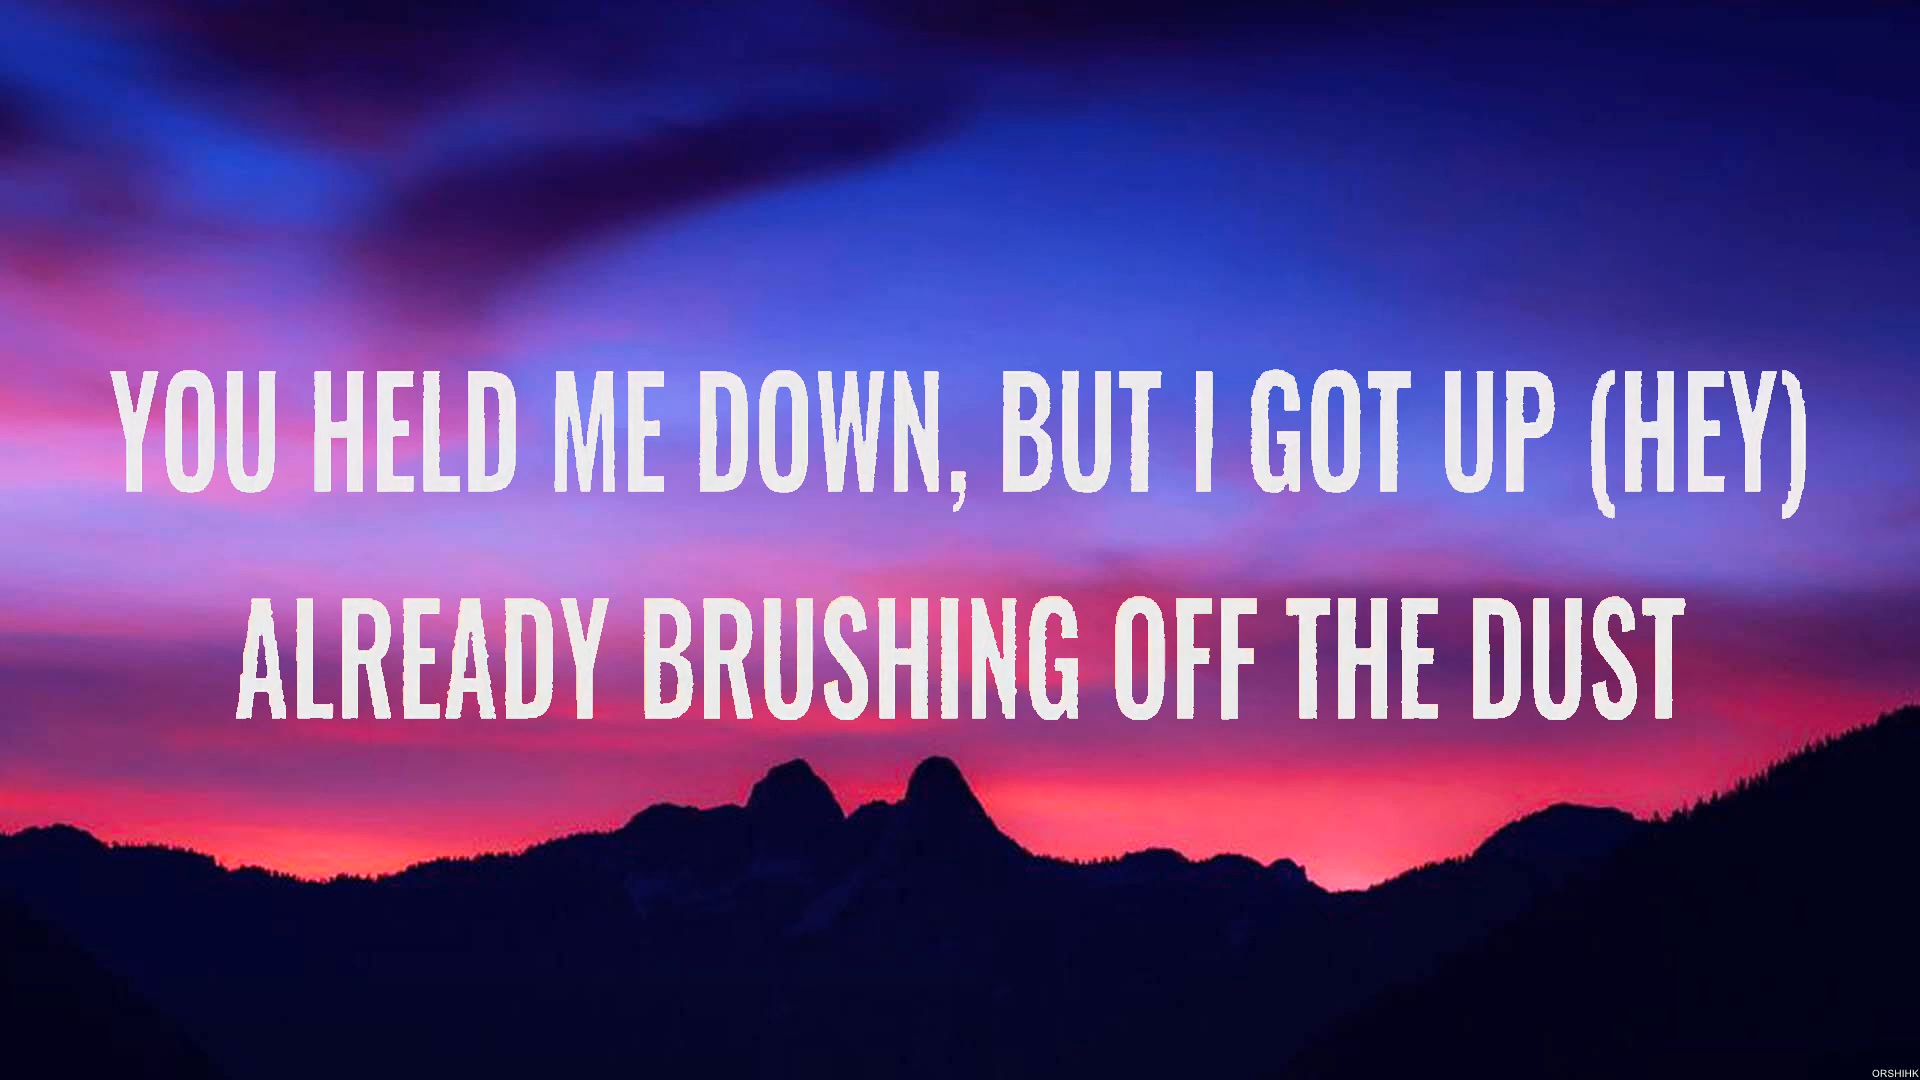 YOU HELD ME DOWN, BUT I GOT UP (HEY)
ALREADY BRUSHING OFF THE DUST
ORSHIHK